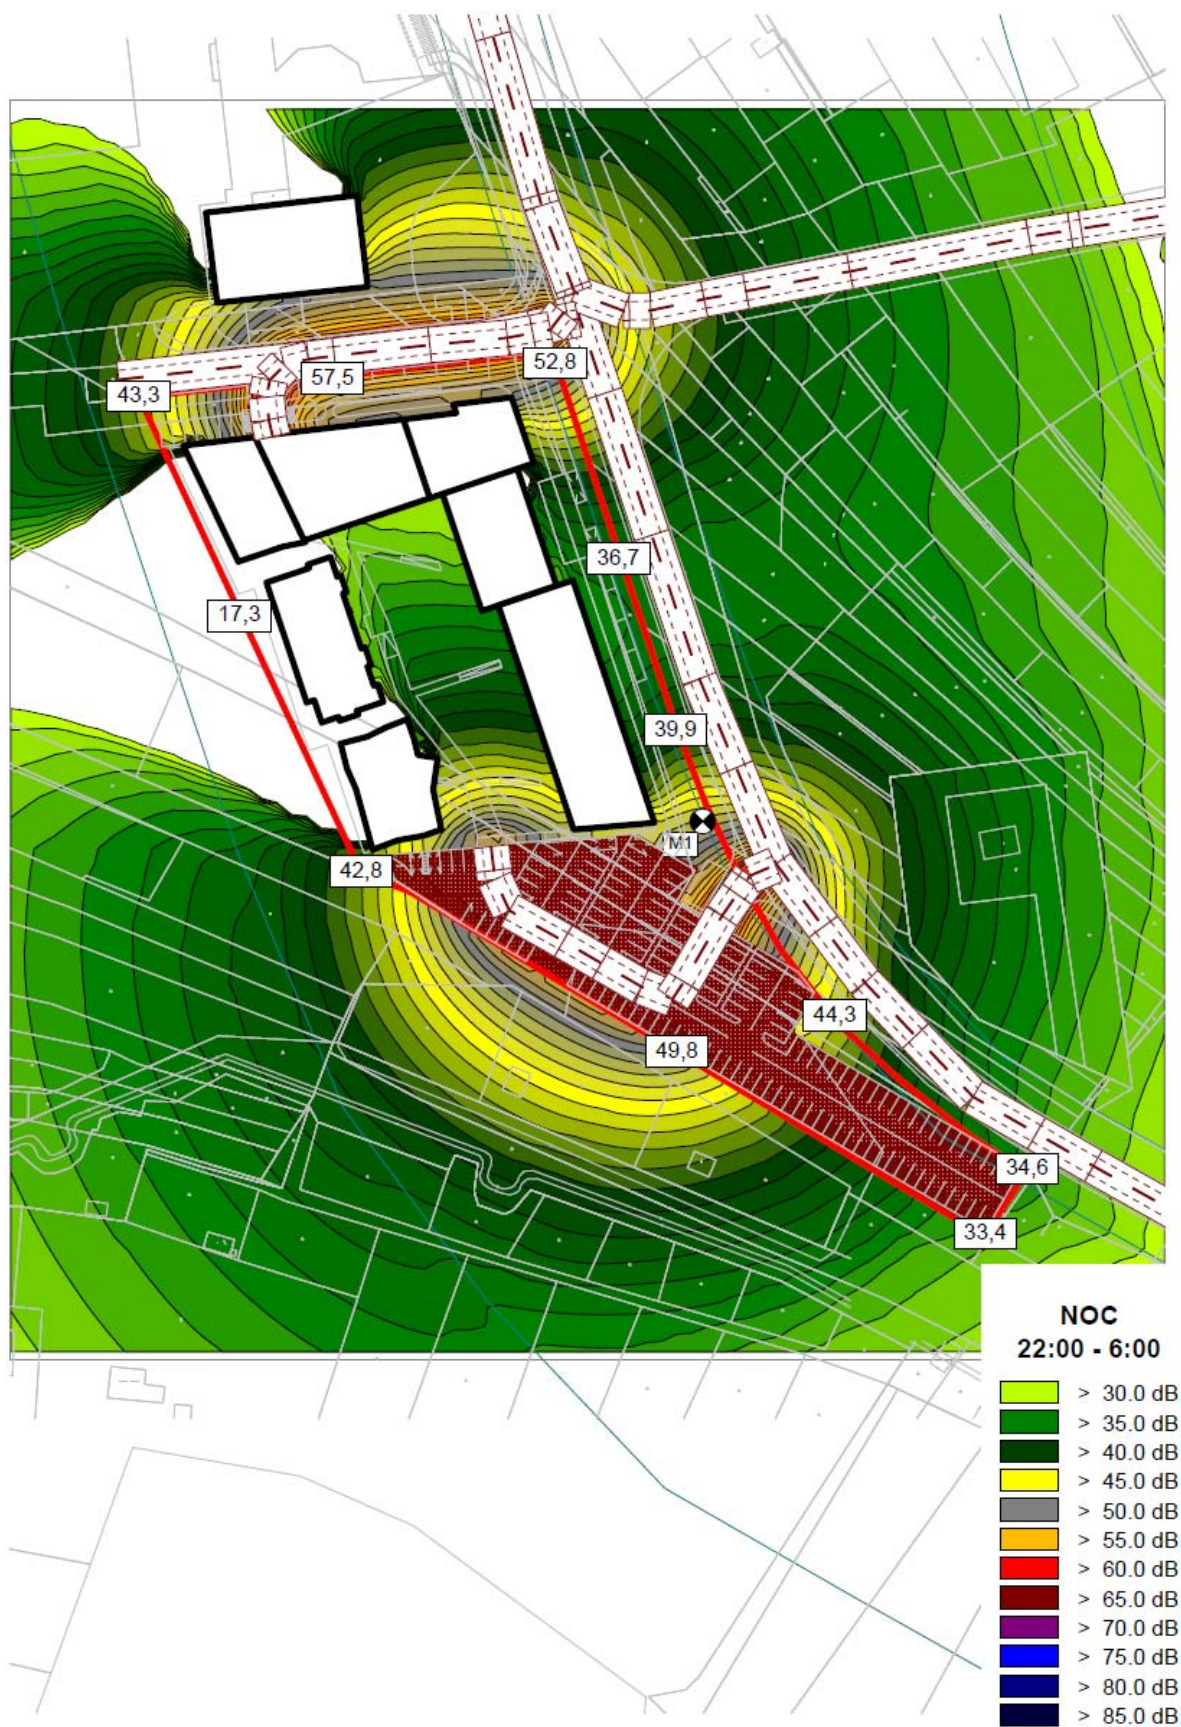 52,8
57,5
43,3
36,7
17,3
39,9
M1
42,8
44,3
49,8
34,6
33,4
NOC
22:00 - 6:00
> 30.0 dB
> 35.0 dB
> 40.0 dB
> 45.0 dB
> 50.0 dB
> 55.0 dB
> 60.0 dB
> 65.0 dB
> 70.0 dB
> 75.0 dB
> 80.0 dB
> 85.0 dB